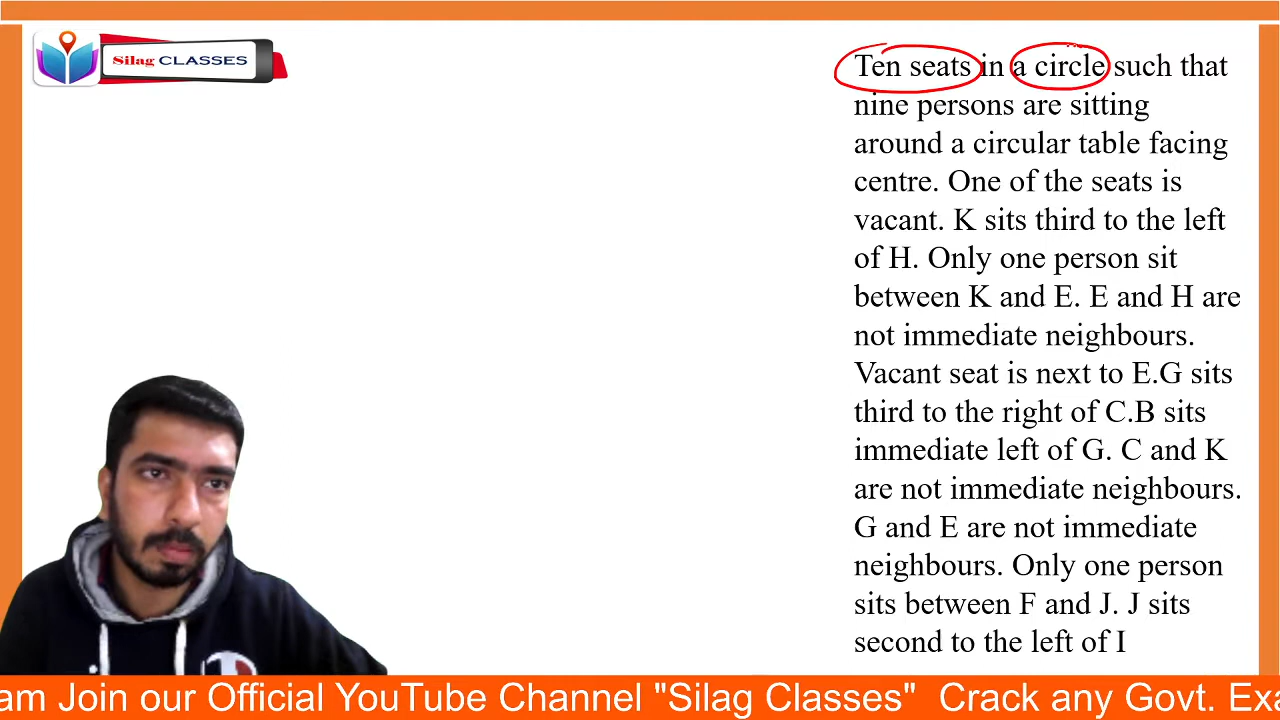 Silag CLASSES
Ten seats in a circle such that
nine persons are sitting
around a circular table facing
centre. One of the seats is
vacant. K sits third to the left
of H. Only one person sit
between K and E. E and H are
not immediate neighbours.
Vacant seat is next to E.G sits
third to the right of C.B sits
immediate left of G. C and K
are not immediate neighbours.
G and E are not immediate
neighbours. Only one person
sits between F and J. J sits
second to the left of I
am Join our Official YouTube Channel "Silag Classes" Crack any Govt. Exa